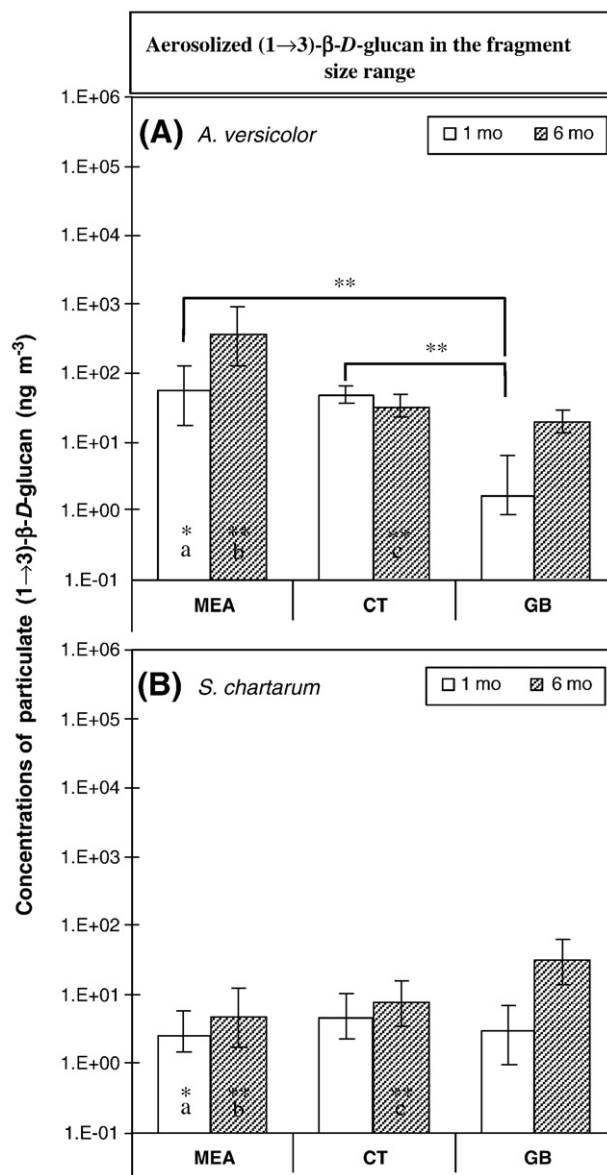 Aerosolized (1→3)-β-D-glucan in the fragment
size range
Concentrations of particulate (1→3)-β-D-glucan (ng m-3)
1.E+06
1.E+05
1.E+04
1.E+03
1.E+02
1.E+01
1.E+00
1.E-01
(A) A. versicolor
1 mo 6 mo
**
**
* ** **
a b c
MEA CT GB
1.E+06
1.E+05
1.E+04
1.E+03
1.E+02
1.E+01
1.E+00
1.E-01
(B) S. chartarum
1 mo 6 mo
* ** **
a b c
MEA CT GB